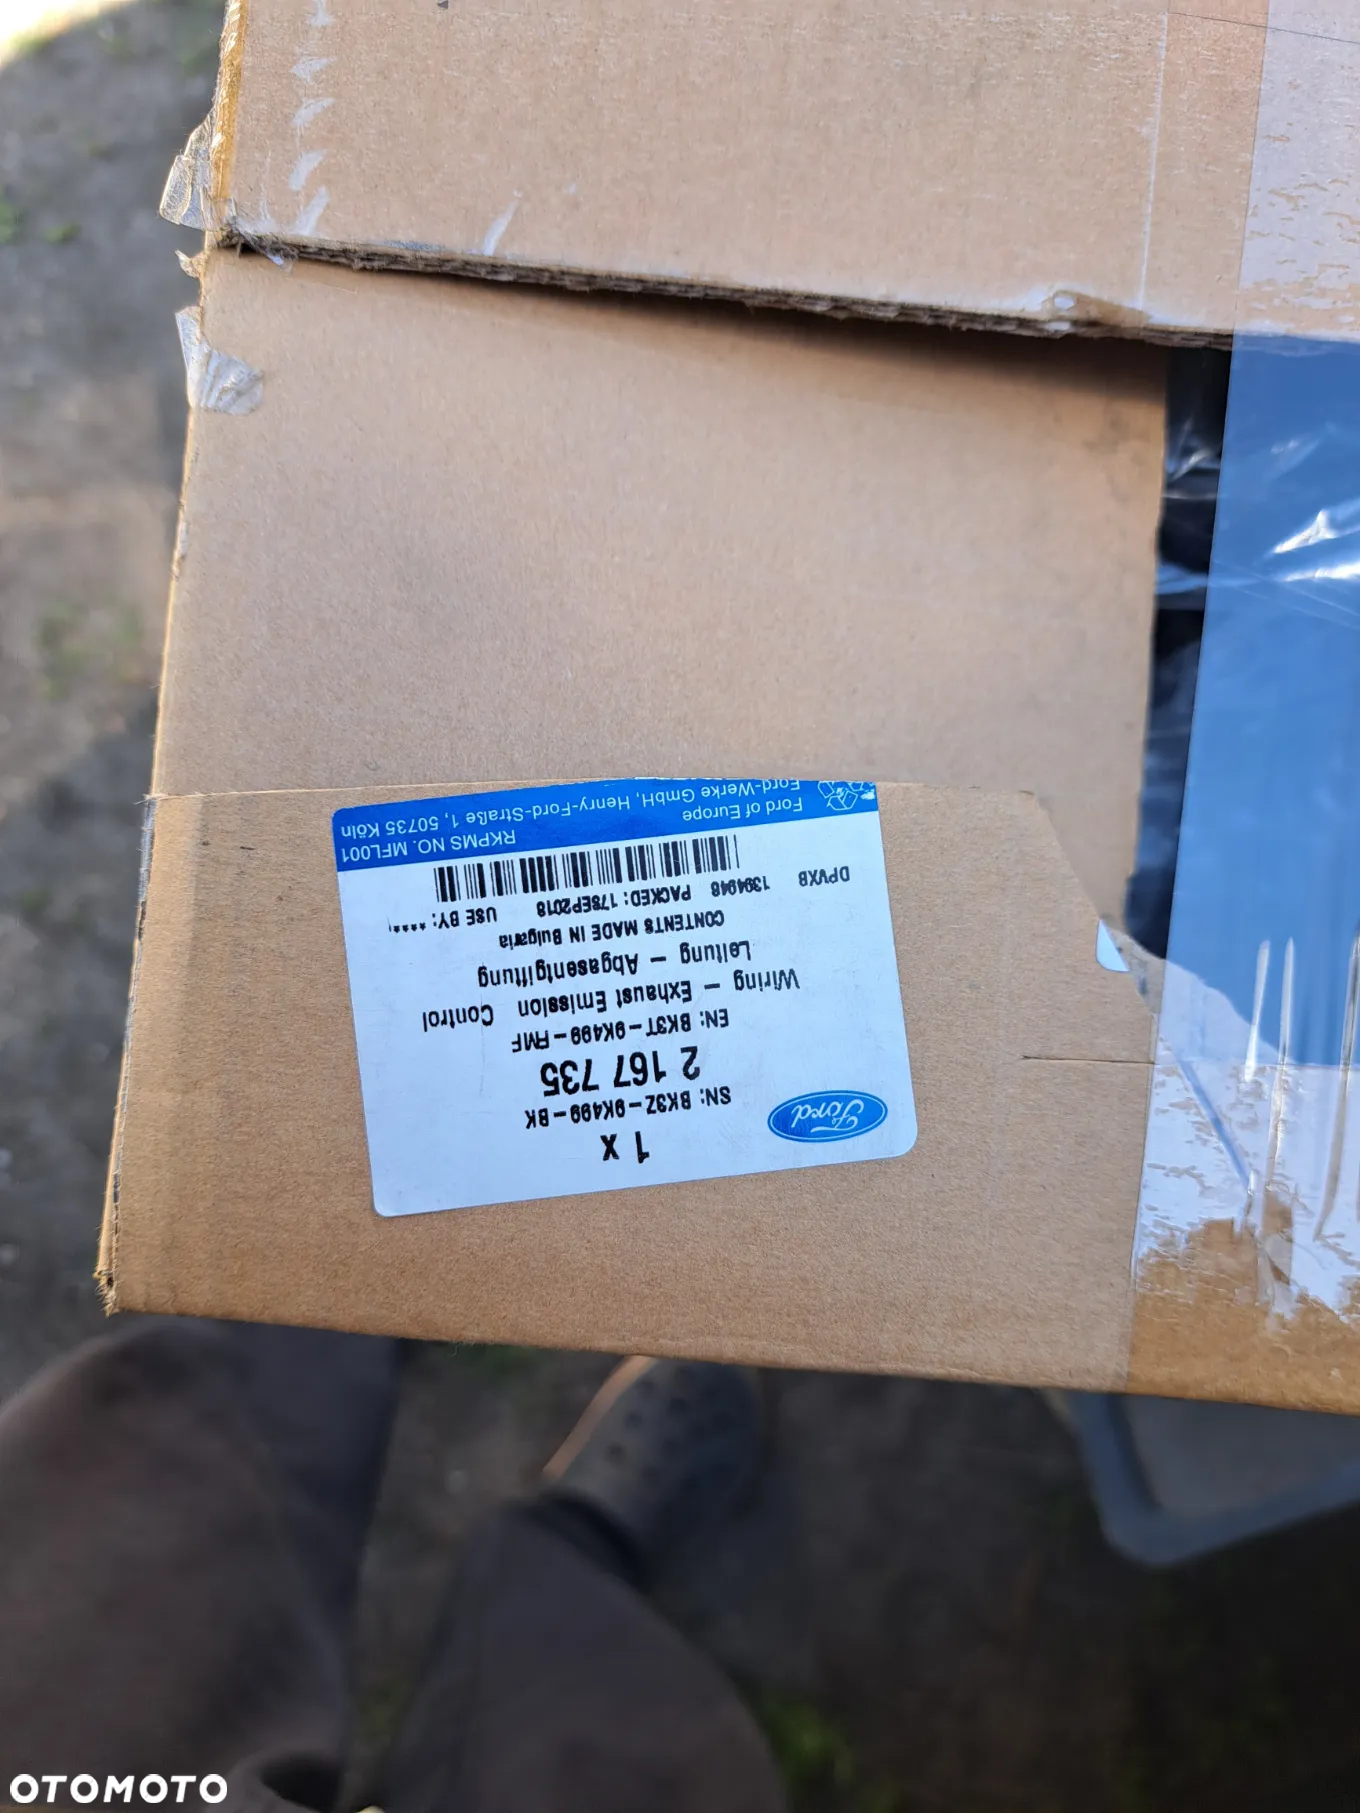 1 x
SN: BK3Z-9K499-BK
Ford
2 167 735
EN: BK3T-9K499-FMF
Wiring - Exhaust Emission Control
Leitung - Abgasentgiftung
CONTENTS MADE IN Bulgaria
DPVXB 1394948 PACKED: 17SEP2018 USE BY: ****
RKPMS NO. MFL001
Ford of Europe
Ford-Werke GmbH, Henry-Ford-Straße 1, 50735 Köln
OTOMOTO